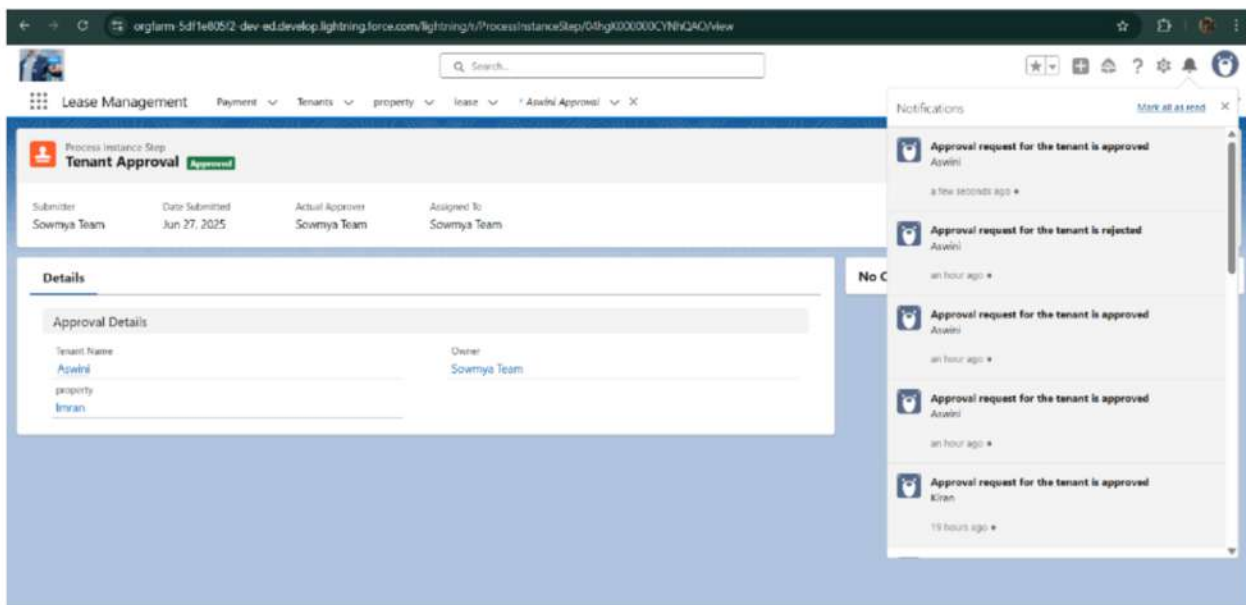 orgfarm-5df1e805f2-dev-ed.develop.lightning.force.com/lightning/r/ProcessInstanceStep/04hgK000000CYNhQAO/view
Search...
Lease Management Payment Tenants property lease * Aswini Approval
Process Instance Step
Tenant Approval Approved
Submitter Date Submitted Actual Approver Assigned To
Sowmya Team Jun 27, 2025 Sowmya Team Sowmya Team
Details
Approval Details
Tenant Name Owner
Aswini Sowmya Team
property
Imran
No
Notifications Mark all as read
Approval request for the tenant is approved
Aswini
a few seconds ago
Approval request for the tenant is rejected
Aswini
an hour ago
Approval request for the tenant is approved
Aswini
an hour ago
Approval request for the tenant is approved
Aswini
an hour ago
Approval request for the tenant is approved
Kiran
19 hours ago